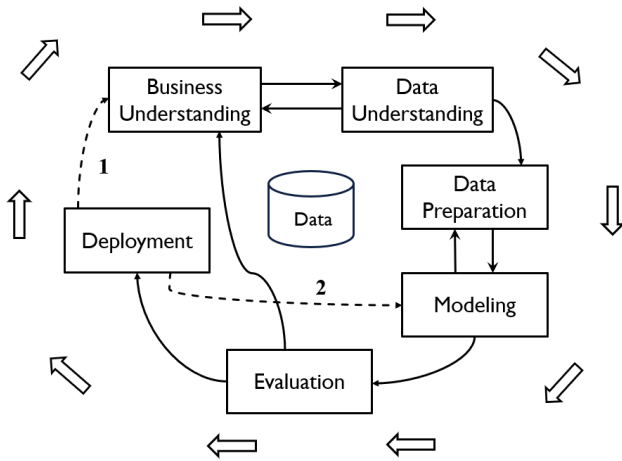 Business
Understanding
Data
Understanding
1
Data
Preparation
Data
Deployment
2
Modeling
Evaluation